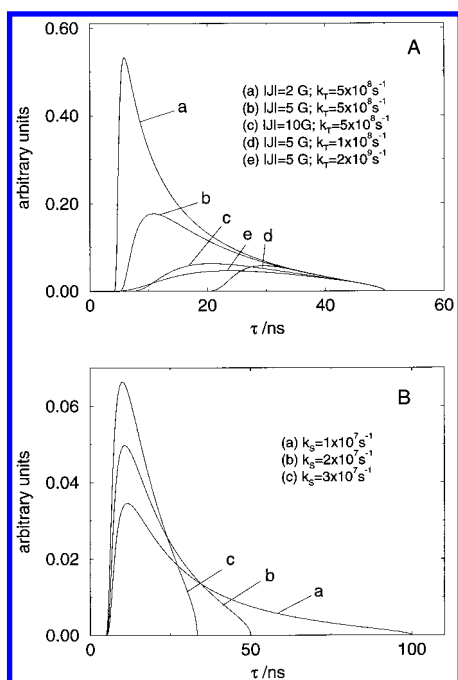 A
0.60
0.40
0.20
0.00
arbitrary units
(a) |J|=2 G; k_T=5x10^8 s^-1
(b) |J|=5 G; k_T=5x10^8 s^-1
(c) |J|=10G; k_T=5x10^8 s^-1
(d) |J|=5 G; k_T=1x10^8 s^-1
(e) |J|=5 G; k_T=2x10^9 s^-1
a
b
c
e d
0 20 40 60
τ /ns
B
0.06
0.04
0.02
0.00
arbitrary units
(a) k_S=1x10^7 s^-1
(b) k_S=2x10^7 s^-1
(c) k_S=3x10^7 s^-1
c
b
a
0 50 100
τ /ns